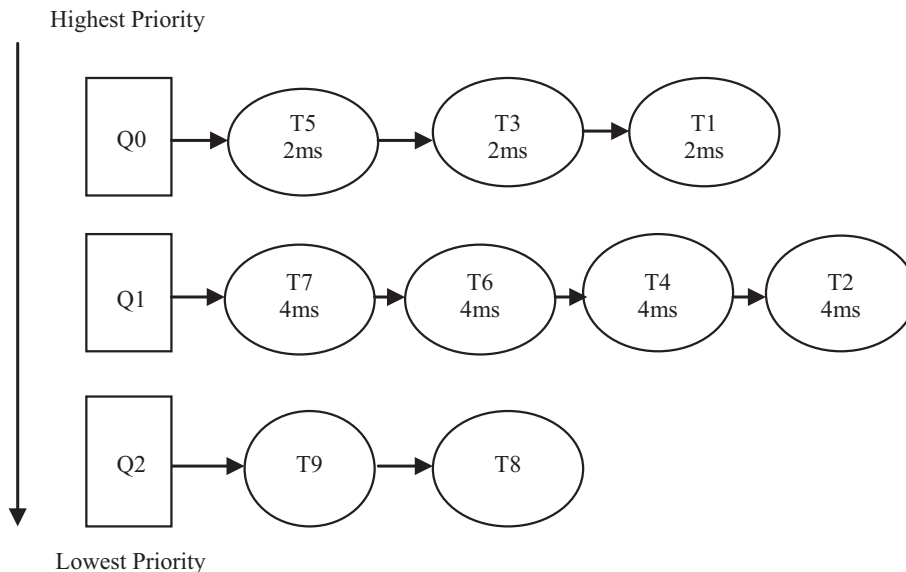 Highest Priority
Q0
T5
2ms
T3
2ms
T1
2ms
Q1
T7
4ms
T6
4ms
T4
4ms
T2
4ms
Q2
T9
T8
Lowest Priority